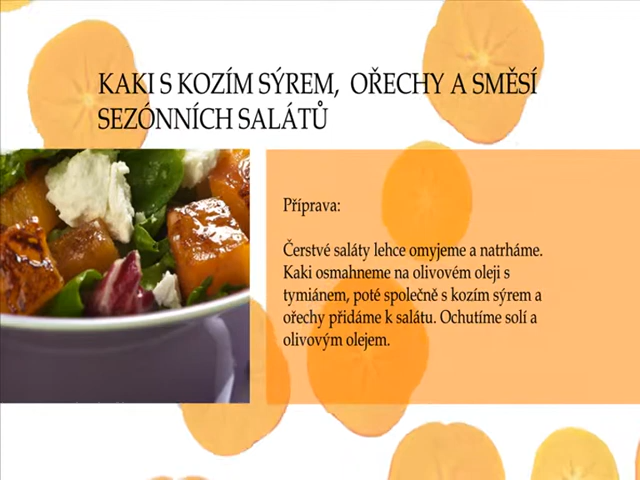 KAKI S KOZÍM SÝREM, OŘECHY A SMĚSÍ
SEZÓNNÍCH SALÁTŮ
Příprava:
Čerstvé saláty lehce omyjeme a natrháme.
Kaki osmahneme na olivovém oleji s
tymiánem, poté společně s kozím sýrem a
ořechy přidáme k salátu. Ochutíme solí a
olivovým olejem.